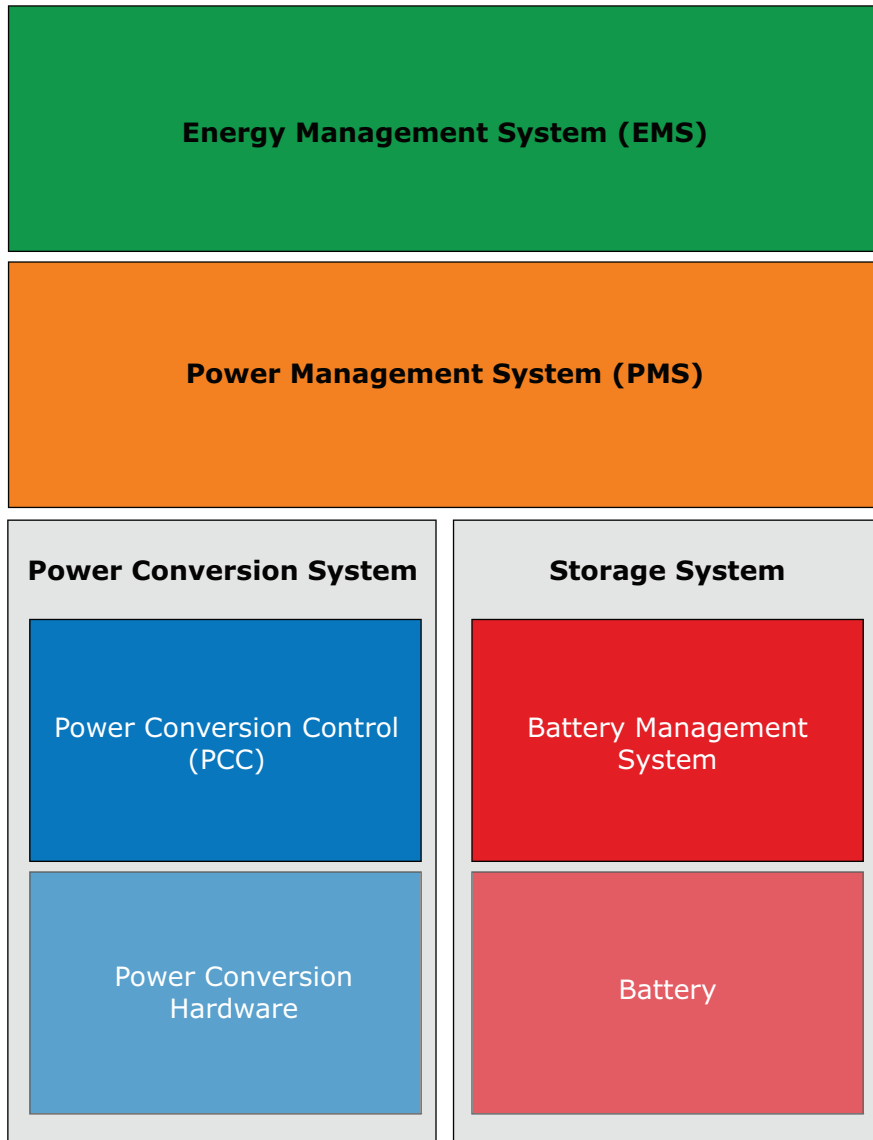 Energy Management System (EMS)
Power Management System (PMS)
Power Conversion System
Power Conversion Control
(PCC)
Power Conversion
Hardware
Storage System
Battery Management
System
Battery